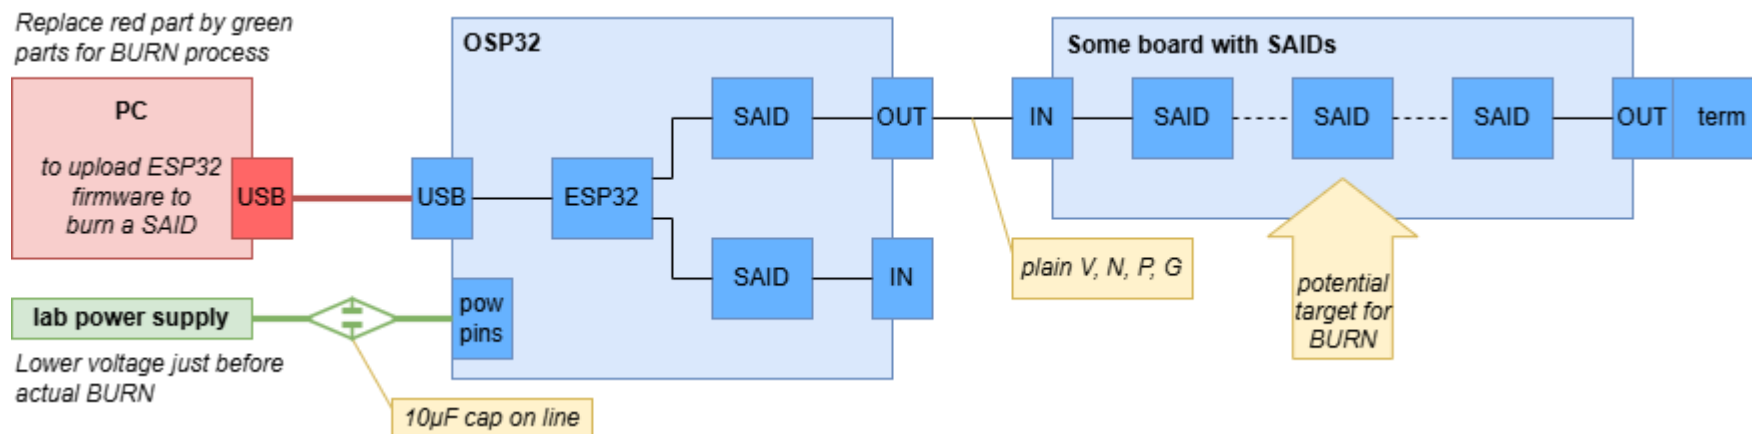 Replace red part by green
parts for BURN process
PC
to upload ESP32
firmware to
burn a SAID
USB
lab power supply
Lower voltage just before
actual BURN
10µF cap on line
OSP32
USB
ESP32
SAID
OUT
SAID
IN
pow
pins
plain V, N, P, G
Some board with SAIDs
IN
SAID
SAID
SAID
OUT
term
potential
target for
BURN